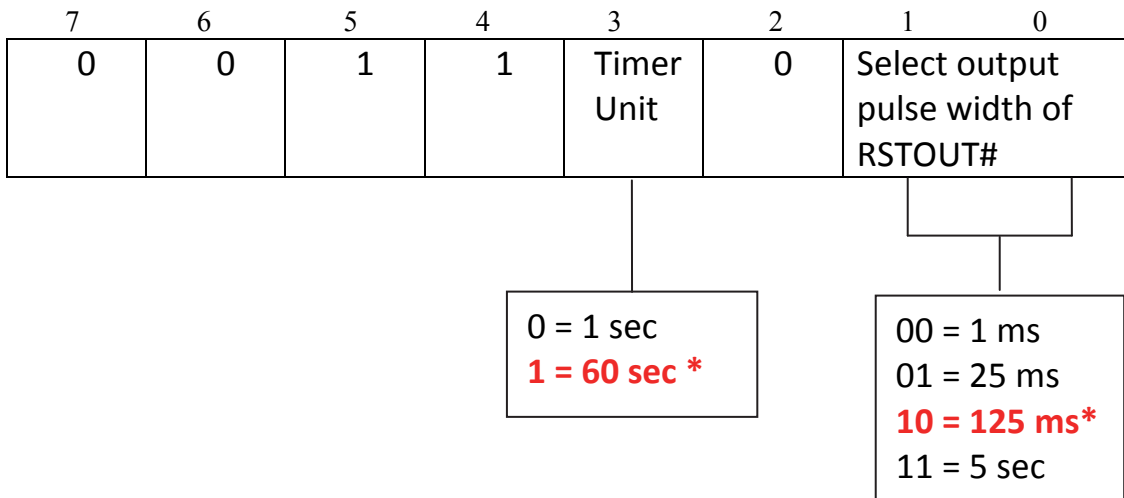 7 6 5 4 3 2 1 0
0 0 1 1 Timer 0 Select output
Unit pulse width of
RSTOUT#
0 = 1 sec
1 = 60 sec *
00 = 1 ms
01 = 25 ms
10 = 125 ms*
11 = 5 sec